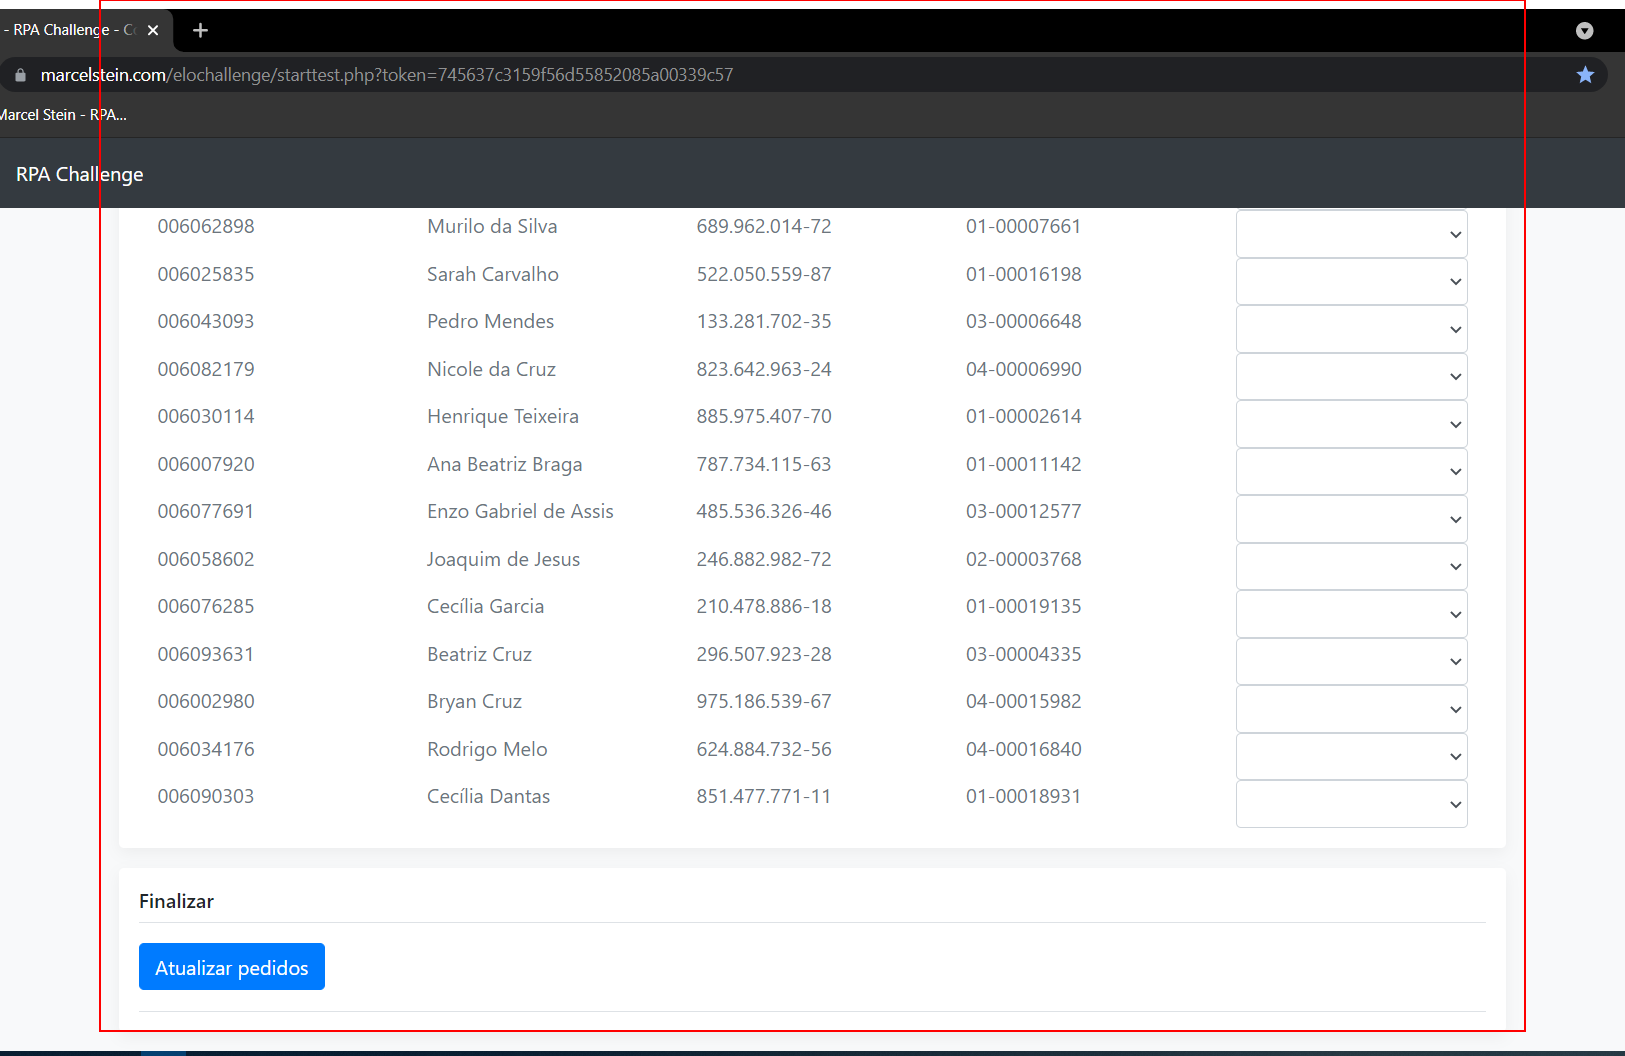 - RPA Challenge - Co
marcelstein.com/elochallenge/starttest.php?token=745637c3159f56d55852085a00339c57
Marcel Stein - RPA...
RPA Challenge
006062898 Murilo da Silva 689.962.014-72 01-00007661
006025835 Sarah Carvalho 522.050.559-87 01-00016198
006043093 Pedro Mendes 133.281.702-35 03-00006648
006082179 Nicole da Cruz 823.642.963-24 04-00006990
006030114 Henrique Teixeira 885.975.407-70 01-00002614
006007920 Ana Beatriz Braga 787.734.115-63 01-00011142
006077691 Enzo Gabriel de Assis 485.536.326-46 03-00012577
006058602 Joaquim de Jesus 246.882.982-72 02-00003768
006076285 Cecília Garcia 210.478.886-18 01-00019135
006093631 Beatriz Cruz 296.507.923-28 03-00004335
006002980 Bryan Cruz 975.186.539-67 04-00015982
006034176 Rodrigo Melo 624.884.732-56 04-00016840
006090303 Cecília Dantas 851.477.771-11 01-00018931
Finalizar
Atualizar pedidos